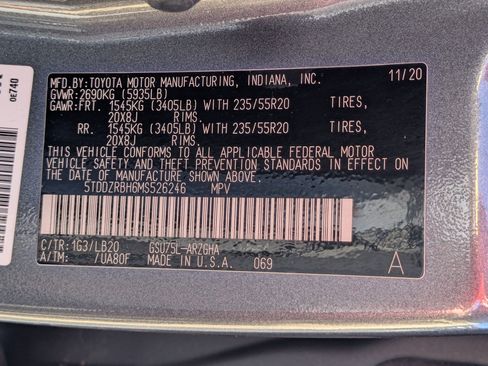 MFD.BY:TOYOTA MOTOR MANUFACTURING, INDIANA, INC. 11/20
GVWR:2690KG (5935LB)
GAWR:FRT. 1545KG (3405LB) WITH 235/55R20 TIRES,
20X8J RIMS.
RR. 1545KG (3405LB) WITH 235/55R20 TIRES,
20X8J RIMS.
THIS VEHICLE CONFORMS TO ALL APPLICABLE FEDERAL MOTOR
VEHICLE SAFETY AND THEFT PREVENTION STANDARDS IN EFFECT ON
THE DATE OF MANUFACTURE SHOWN ABOVE.
5TDDZRBH6MS526246 MPV
C/TR:1G3/LB20 GSU75L-ARZGHA
A/TM: /UA80F MADE IN U.S.A. 069 A
0E740